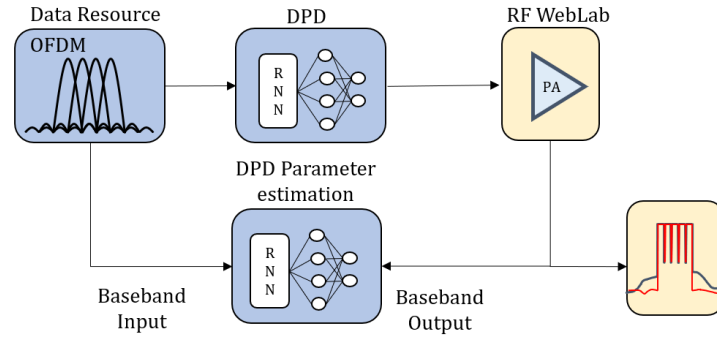 Data Resource
DPD
RF WebLab
OFDM
R
N
N
PA
DPD Parameter
estimation
R
N
N
Baseband
Input
Baseband
Output